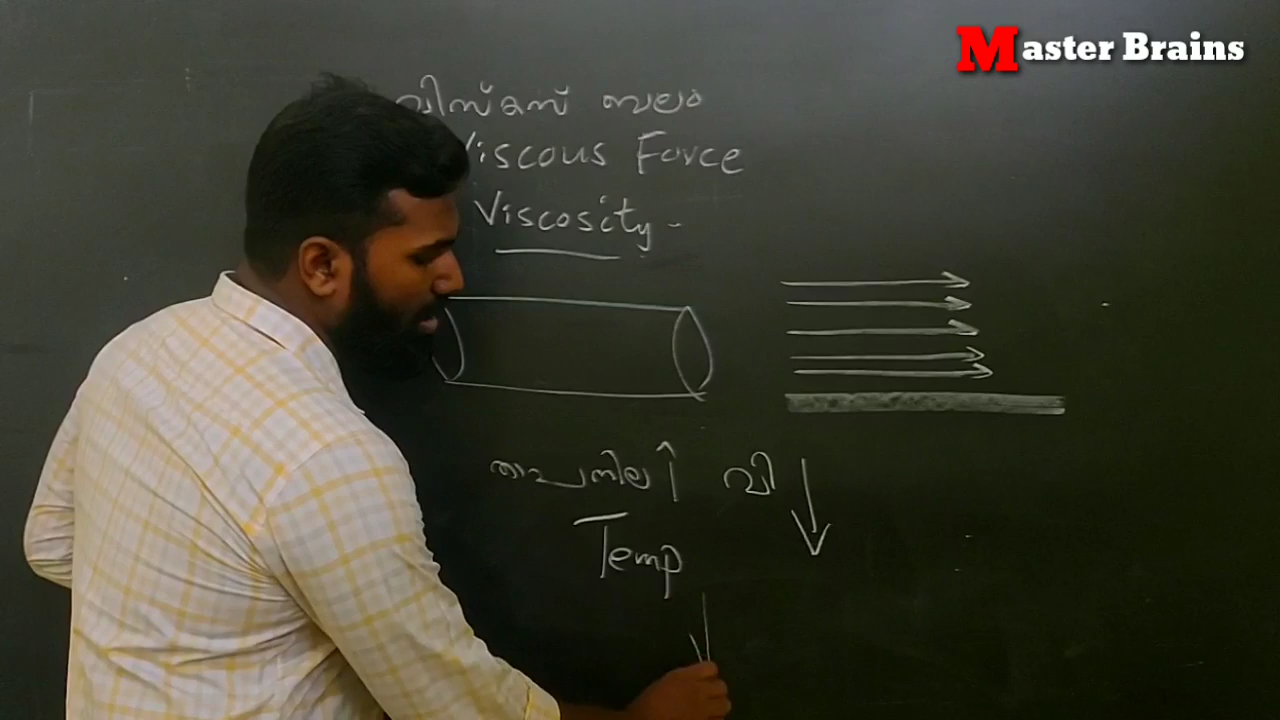 Master Brains
വിസ്കസ് ബലം
Viscous Force
Viscosity -
താപനില ↑ വി ↓
Temp